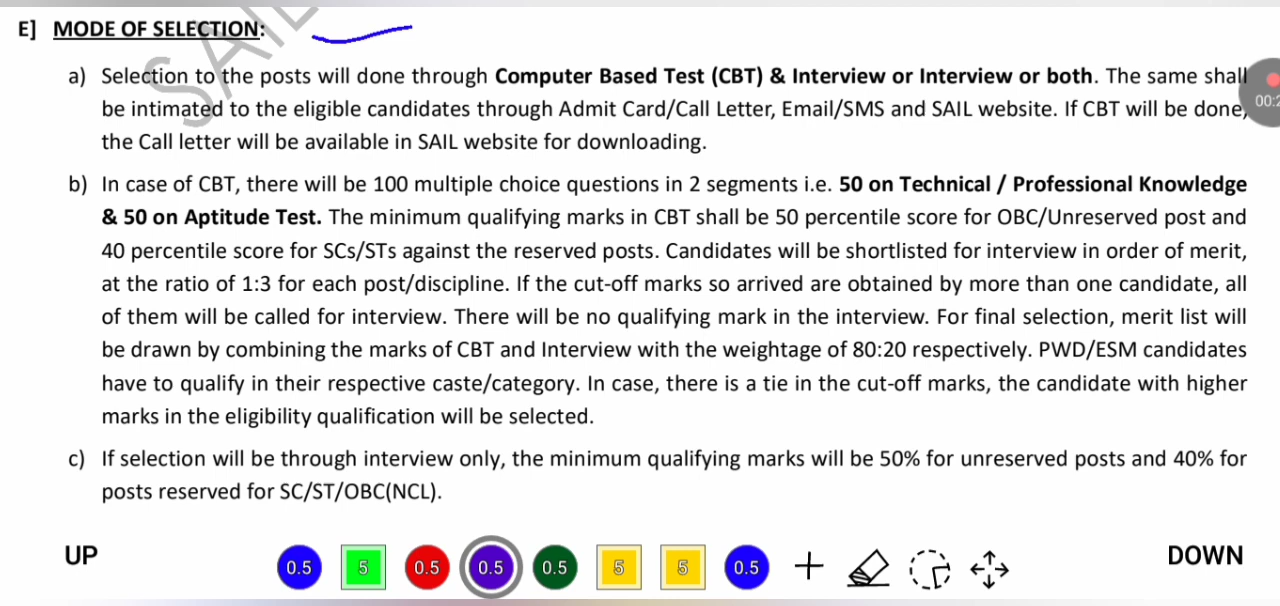 E] MODE OF SELECTION:
a) Selection to the posts will done through Computer Based Test (CBT) & Interview or Interview or both. The same shall
be intimated to the eligible candidates through Admit Card/Call Letter, Email/SMS and SAIL website. If CBT will be done,
the Call letter will be available in SAIL website for downloading.
b) In case of CBT, there will be 100 multiple choice questions in 2 segments i.e. 50 on Technical / Professional Knowledge
& 50 on Aptitude Test. The minimum qualifying marks in CBT shall be 50 percentile score for OBC/Unreserved post and
40 percentile score for SCs/STs against the reserved posts. Candidates will be shortlisted for interview in order of merit,
at the ratio of 1:3 for each post/discipline. If the cut-off marks so arrived are obtained by more than one candidate, all
of them will be called for interview. There will be no qualifying mark in the interview. For final selection, merit list will
be drawn by combining the marks of CBT and Interview with the weightage of 80:20 respectively. PWD/ESM candidates
have to qualify in their respective caste/category. In case, there is a tie in the cut-off marks, the candidate with higher
marks in the eligibility qualification will be selected.
c) If selection will be through interview only, the minimum qualifying marks will be 50% for unreserved posts and 40% for
posts reserved for SC/ST/OBC(NCL).
UP 0.5 5 0.5 0.5 0.5 5 5 0.5 DOWN
SAIL